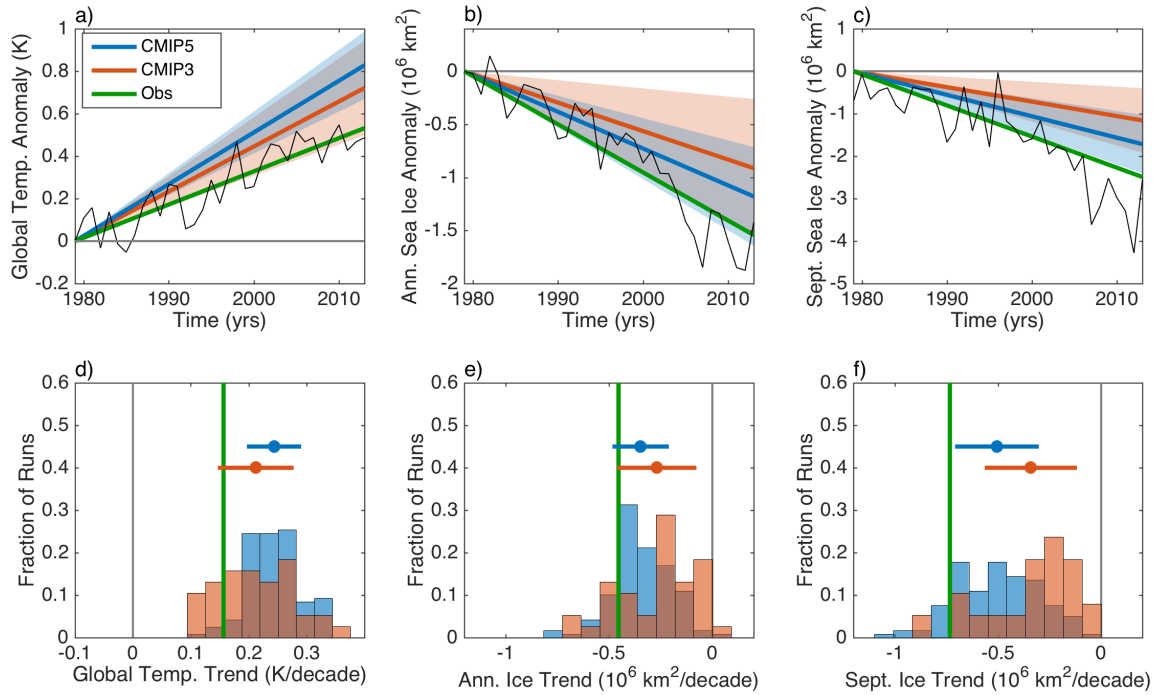 a)
Global Temp. Anomaly (K)
1
0.8
0.6
0.4
0.2
0
-0.2
CMIP5
CMIP3
Obs
1980 1990 2000 2010
Time (yrs)
b)
Ann. Sea Ice Anomaly (10⁶ km²)
0
-0.5
-1
-1.5
-2
1980 1990 2000 2010
Time (yrs)
c)
Sept. Sea Ice Anomaly (10⁶ km²)
1
0
-1
-2
-3
-4
-5
1980 1990 2000 2010
Time (yrs)
d)
Fraction of Runs
0.6
0.5
0.4
0.3
0.2
0.1
0
-0.1 0 0.1 0.2 0.3
Global Temp. Trend (K/decade)
e)
Fraction of Runs
0.6
0.5
0.4
0.3
0.2
0.1
0
-1 -0.5 0
Ann. Ice Trend (10⁶ km²/decade)
f)
Fraction of Runs
0.6
0.5
0.4
0.3
0.2
0.1
0
-1 -0.5 0
Sept. Ice Trend (10⁶ km²/decade)